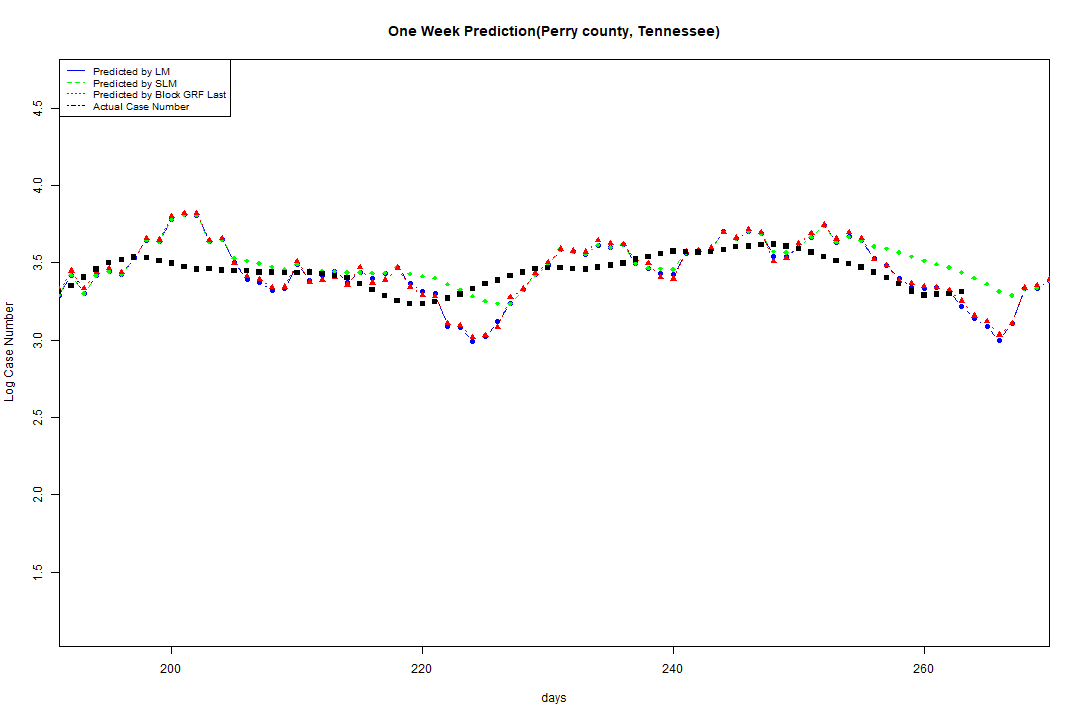 One Week Prediction(Perry county, Tennessee)
Predicted by LM
Predicted by SLM
Predicted by Block GRF Last
Actual Case Number
4.5
4.0
3.5
3.0
2.5
2.0
1.5
Log Case Number
200 220 240 260
days